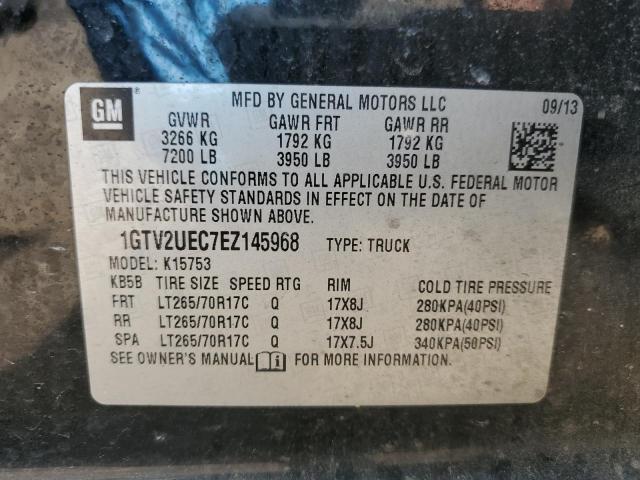 GM
MFD BY GENERAL MOTORS LLC 09/13
GVWR GAWR FRT GAWR RR
3266 KG 1792 KG 1792 KG
7200 LB 3950 LB 3950 LB
THIS VEHICLE CONFORMS TO ALL APPLICABLE U.S. FEDERAL MOTOR
VEHICLE SAFETY STANDARDS IN EFFECT ON THE DATE OF
MANUFACTURE SHOWN ABOVE.
1GTV2UEC7EZ145968 TYPE: TRUCK
MODEL: K15753
KB5B TIRE SIZE SPEED RTG RIM COLD TIRE PRESSURE
FRT LT265/70R17C Q 17X8J 280KPA(40PSI)
RR LT265/70R17C Q 17X8J 280KPA(40PSI)
SPA LT265/70R17C Q 17X7.5J 340KPA(50PSI)
SEE OWNER'S MANUAL FOR MORE INFORMATION.